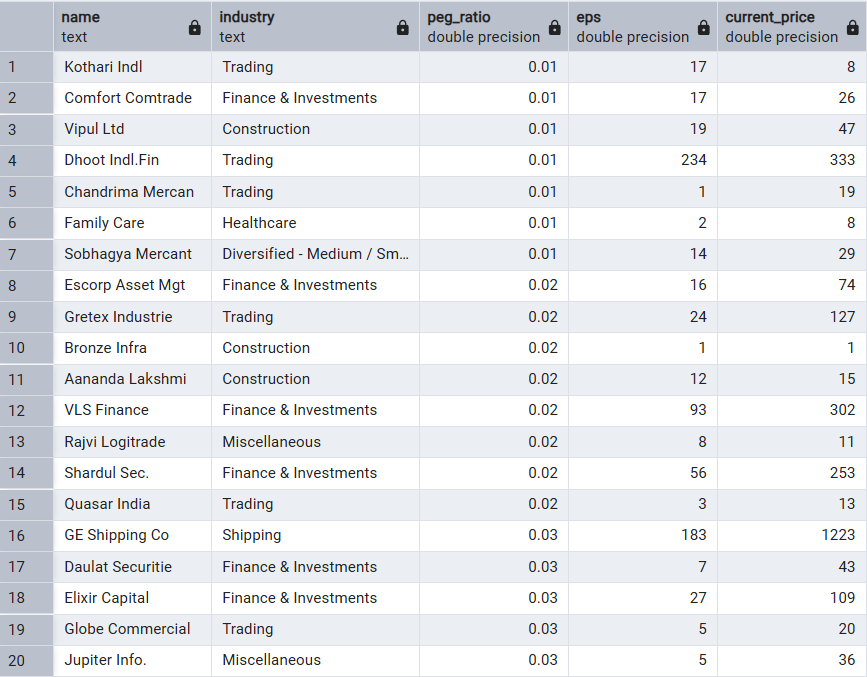 name industry peg_ratio eps current_price
text text double precision double precision double precision
1 Kothari Indl Trading 0.01 17 8
2 Comfort Comtrade Finance & Investments 0.01 17 26
3 Vipul Ltd Construction 0.01 19 47
4 Dhoot Indl.Fin Trading 0.01 234 333
5 Chandrima Mercan Trading 0.01 1 19
6 Family Care Healthcare 0.01 2 8
7 Sobhagya Mercant Diversified - Medium / Sm... 0.01 14 29
8 Escorp Asset Mgt Finance & Investments 0.02 16 74
9 Gretex Industrie Trading 0.02 24 127
10 Bronze Infra Construction 0.02 1 1
11 Aananda Lakshmi Construction 0.02 12 15
12 VLS Finance Finance & Investments 0.02 93 302
13 Rajvi Logitrade Miscellaneous 0.02 8 11
14 Shardul Sec. Finance & Investments 0.02 56 253
15 Quasar India Trading 0.02 3 13
16 GE Shipping Co Shipping 0.03 183 1223
17 Daulat Securitie Finance & Investments 0.03 7 43
18 Elixir Capital Finance & Investments 0.03 27 109
19 Globe Commercial Trading 0.03 5 20
20 Jupiter Info. Miscellaneous 0.03 5 36